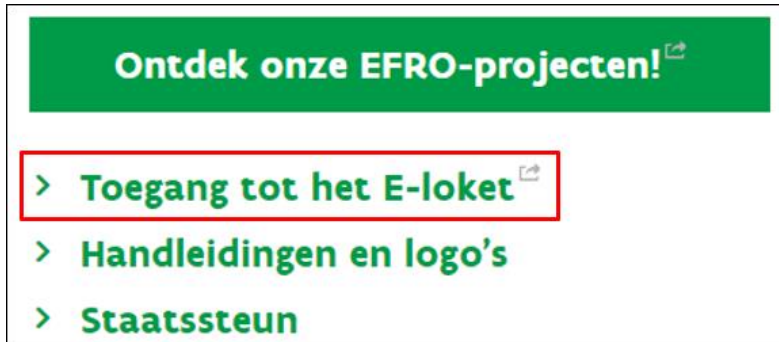 Ontdek onze EFRO-projecten!
> Toegang tot het E-loket
> Handleidingen en logo's
> Staatssteun